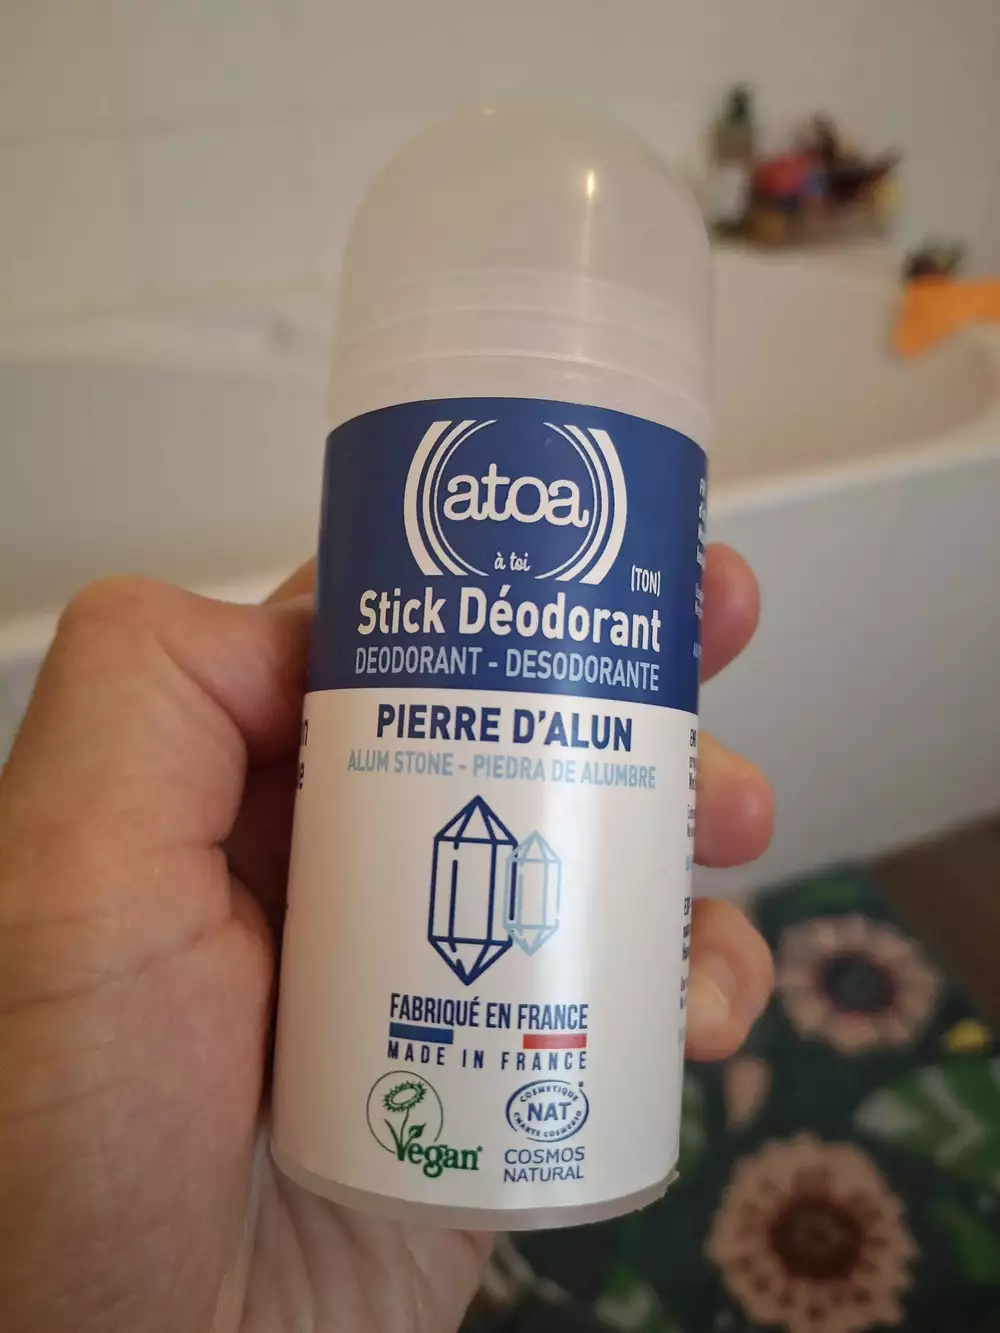 atoa
à toi
(TON)
Stick Déodorant
DEODORANT - DESODORANTE
PIERRE D'ALUN
ALUM STONE - PIEDRA DE ALUMBRE
FABRIQUÉ EN FRANCE
MADE IN FRANCE
Vegan
COSMÉTIQUE
NAT
CHARTE COSMEBIO
COSMOS
NATURAL